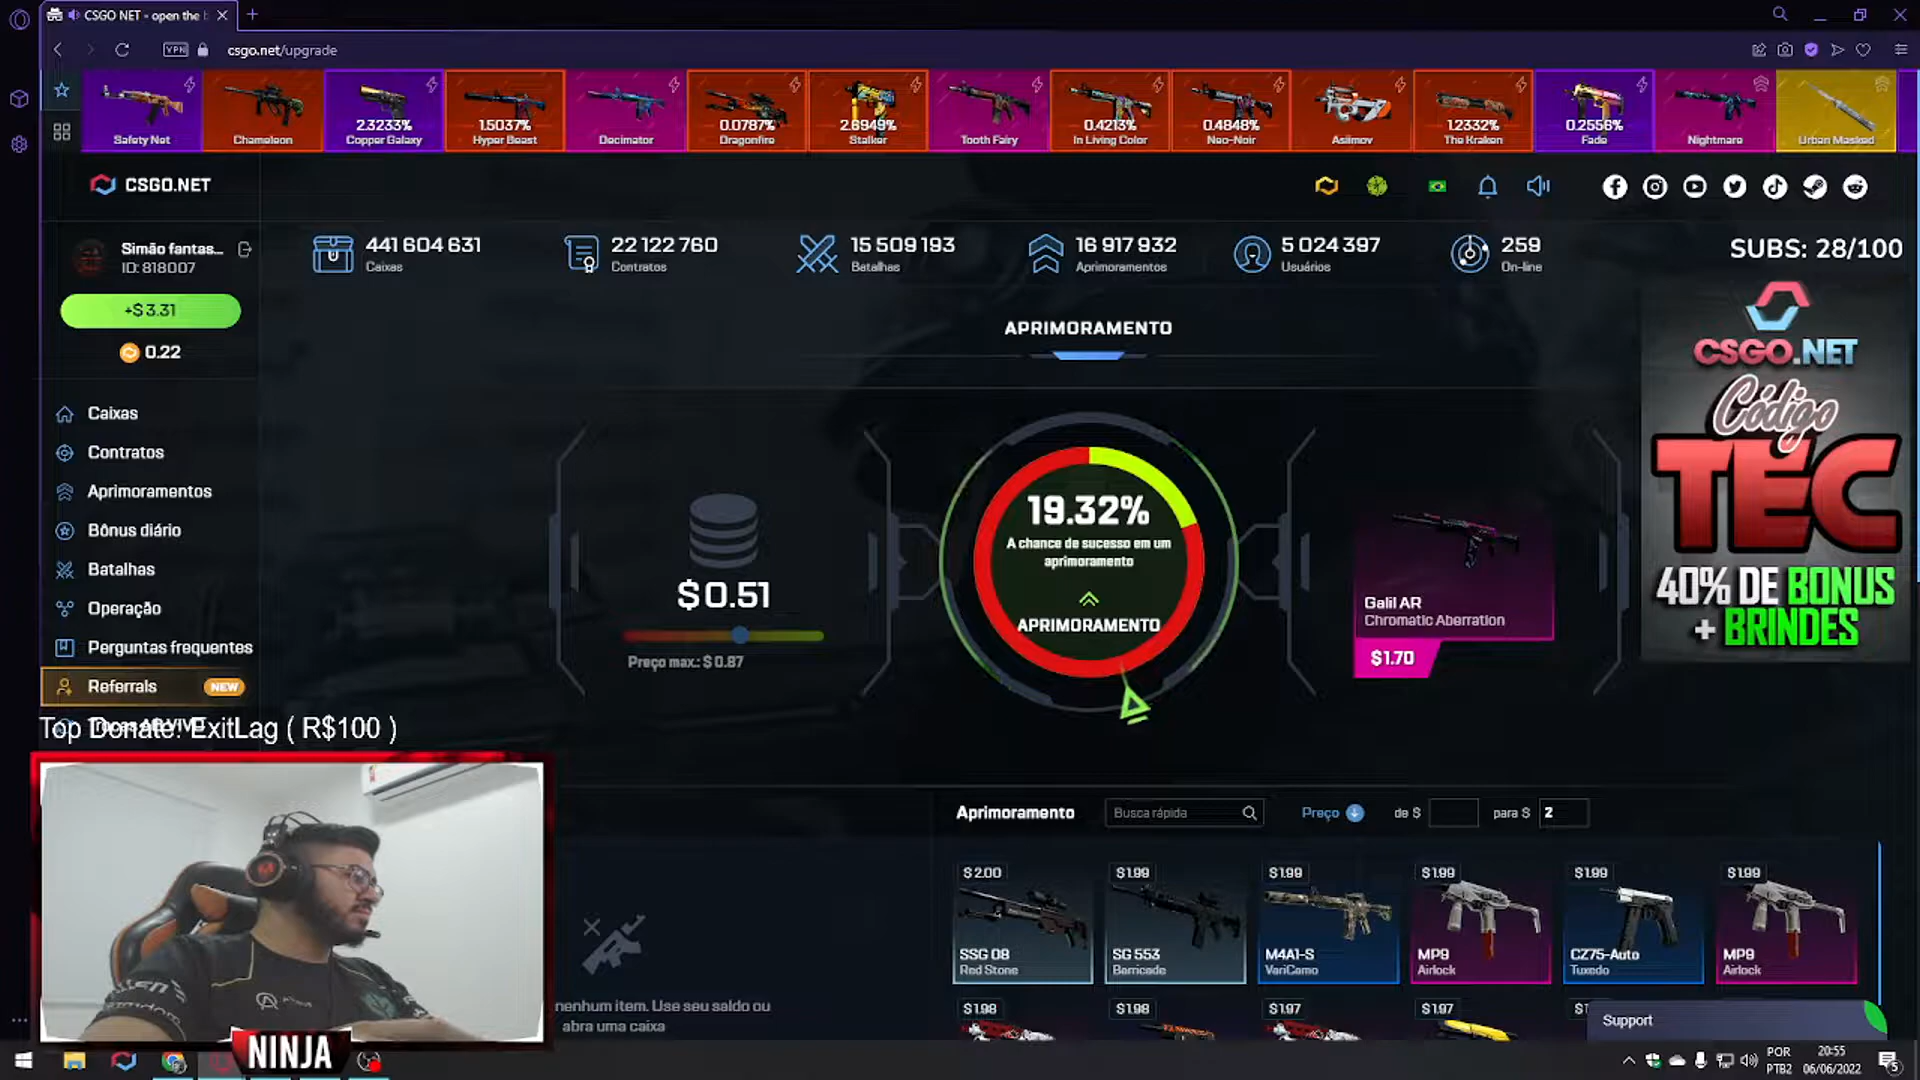 CSGO NET - open the b
VPN
csgo.net/upgrade
Safety Net
Chameleon
2.3233%
Copper Galaxy
1.5037%
Hyper Beast
Decimator
0.0787%
Dragonfire
2.6949%
Stalker
Tooth Fairy
0.4213%
In Living Color
0.4848%
Neo-Noir
Asiimov
1.2332%
The Kraken
0.2556%
Fade
Nightmare
Urban Masked
CSGO.NET
Simão fantas...
ID: 818007
+$ 3.31
0.22
441 604 631
Caixas
22 122 760
Contratos
15 509 193
Batalhas
16 917 932
Aprimoramentos
5 024 397
Usuários
259
On-line
SUBS: 28/100
CSGO.NET
Código
TEC
40% DE BONUS
+ BRINDES
APRIMORAMENTO
Caixas
Contratos
Aprimoramentos
Bônus diário
Batalhas
Operação
Perguntas frequentes
Referrals
NEW
Top Donate: ExitLag ( R$100 )
$ 0.51
Preço max.: $ 0.87
19.32%
A chance de sucesso em um
aprimoramento
APRIMORAMENTO
Galil AR
Chromatic Aberration
$1.70
Aprimoramento
Busca rápida
Preço
de $
para $
2
$ 2.00
SSG 08
Red Stone
$ 1.99
SG 553
Barricade
$ 1.99
M4A1-S
VariCamo
$ 1.99
MP9
Airlock
$ 1.99
CZ75-Auto
Tuxedo
$ 1.99
MP9
Airlock
$ 1.98
$ 1.98
$ 1.97
$ 1.97
nenhum item. Use seu saldo ou
abra uma caixa
Support
NINJA
POR
PTB2
20:55
06/06/2022
5